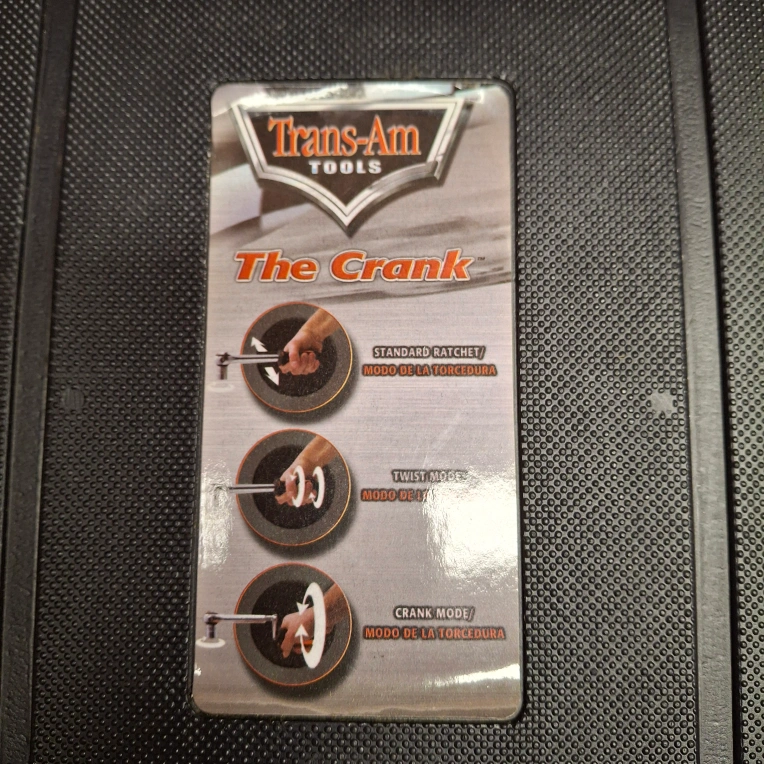 Trans-Am
TOOLS
The Crank™
STANDARD RATCHET/
MODO DE LA TORCEDURA
TWIST MODE/
MODO DE
CRANK MODE/
MODO DE LA TORCEDURA